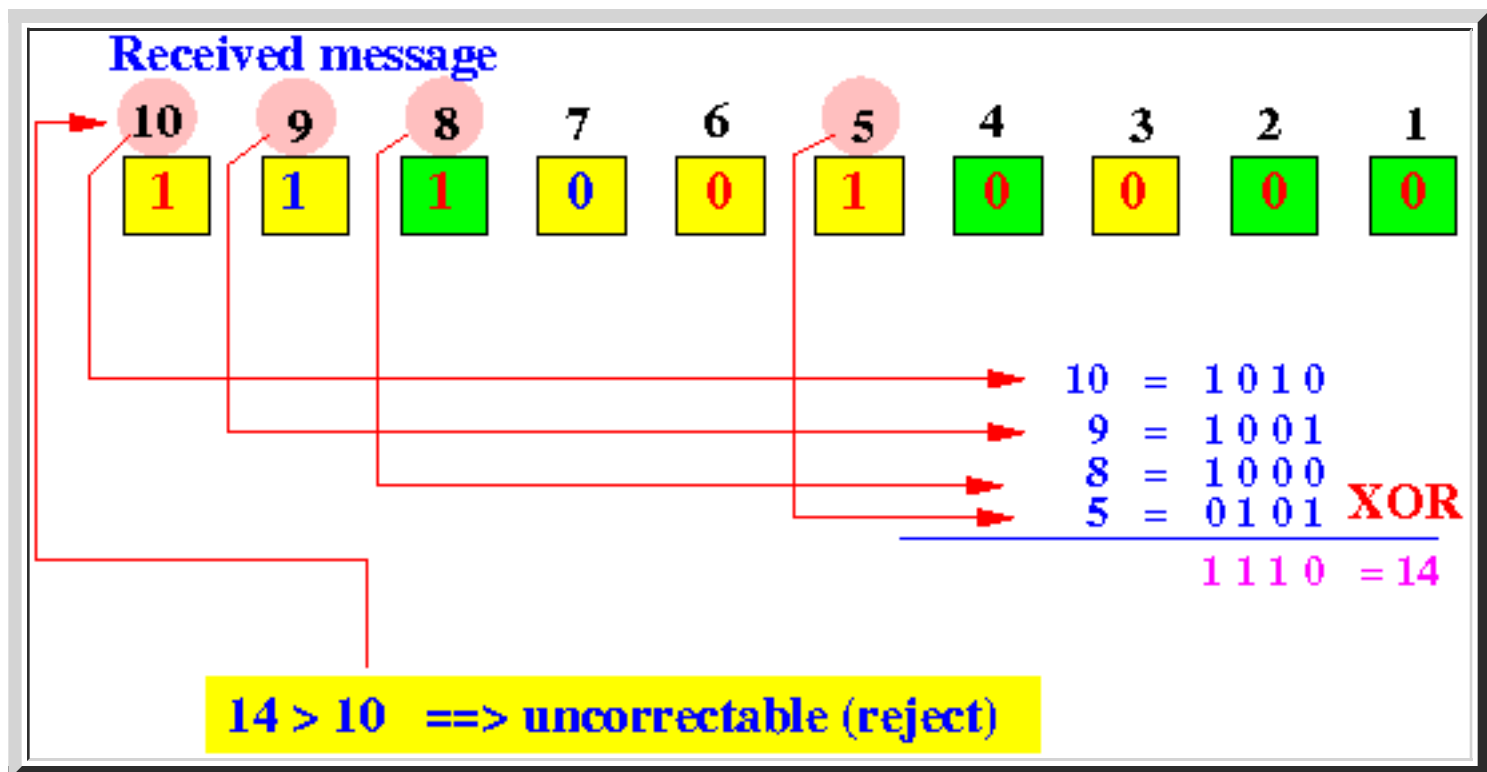 Received message
10 9 8 7 6 5 4 3 2 1
1 1 1 0 0 1 0 0 0 0
10 = 1 0 1 0
9 = 1 0 0 1
8 = 1 0 0 0
5 = 0 1 0 1 XOR
1 1 1 0 = 14
14 > 10 ==> uncorrectable (reject)